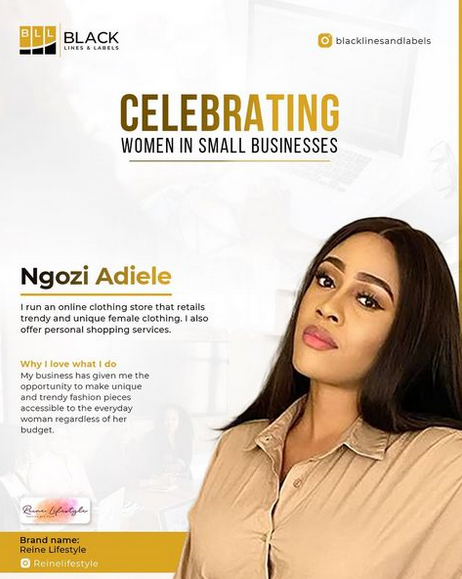 BLL
BLACK
LINES & LABELS
blacklinesandlabels
CELEBRATING
WOMEN IN SMALL BUSINESSES
Ngozi Adiele
I run an online clothing store that retails
trendy and unique female clothing. I also
offer personal shopping services.
Why I love what I do
My business has given me the
opportunity to make unique
and trendy fashion pieces
accessible to the everyday
woman regardless of her
budget.
Reine Lifestyle
Brand name:
Reine Lifestyle
Reinelifestyle